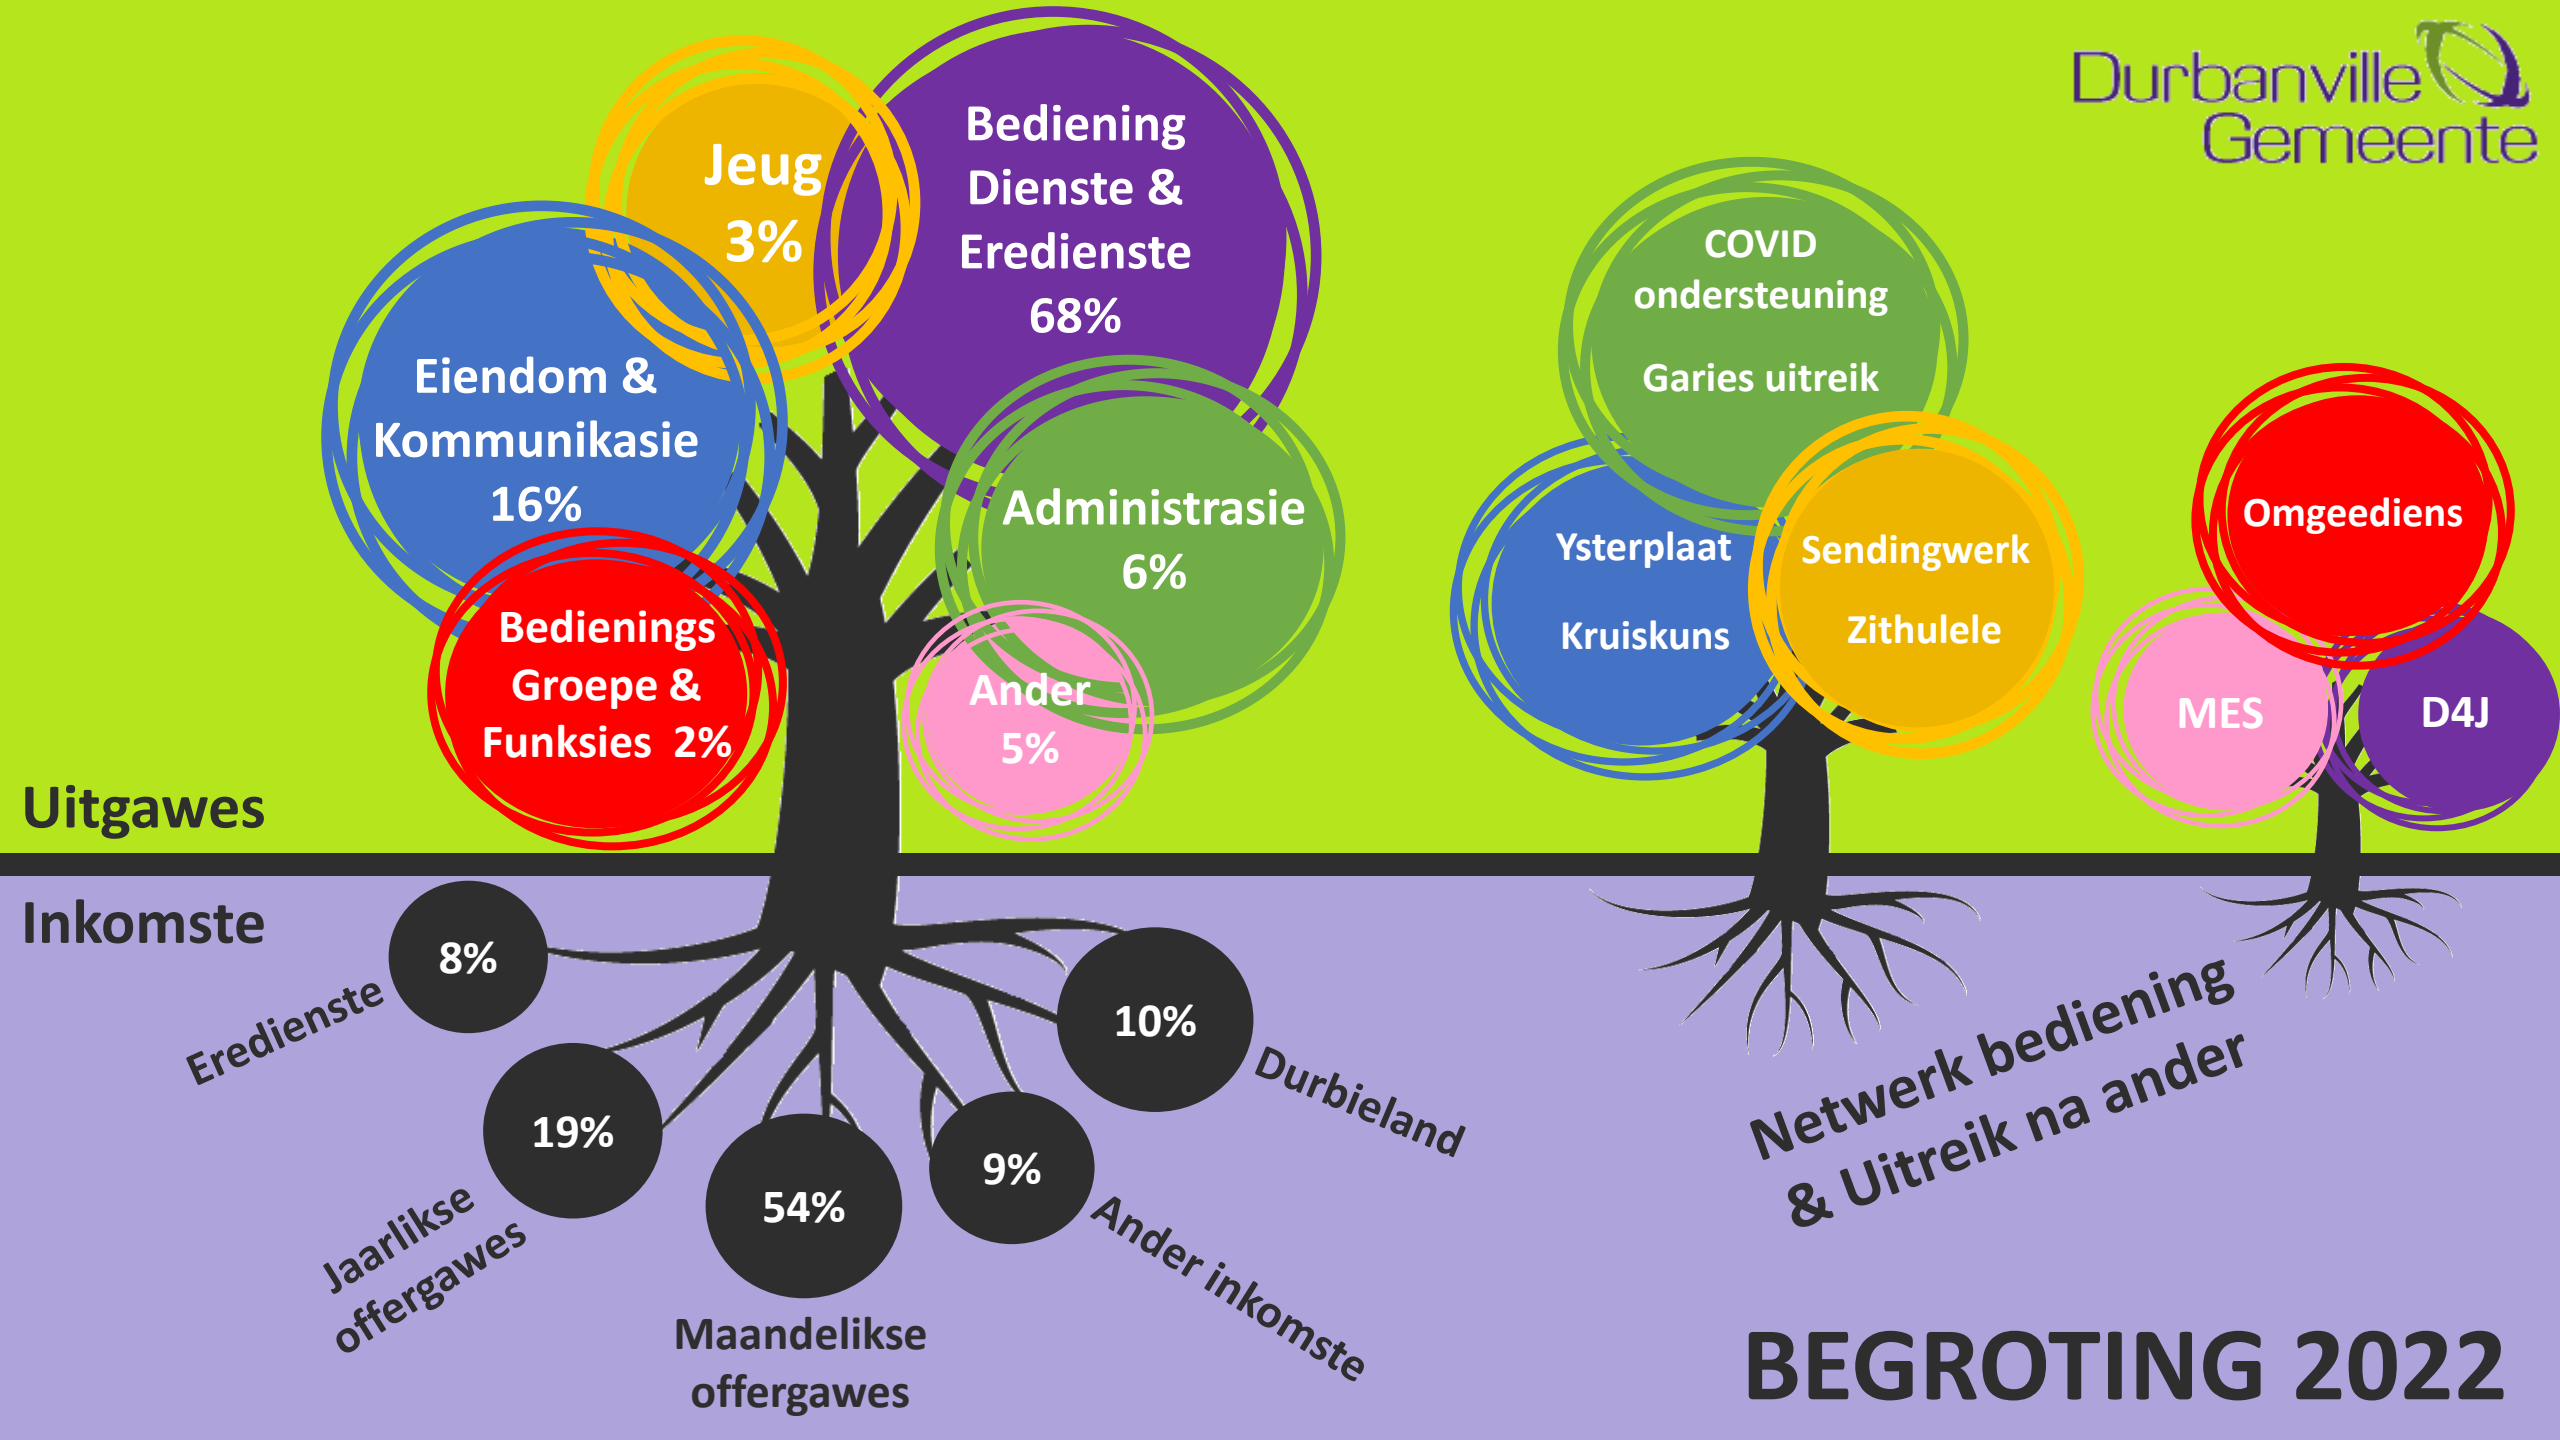 Durbanville
Gemeente
Jeug
3%
Bediening
Dienste &
Eredienste
68%
Eiendom &
Kommunikasie
16%
Administrasie
6%
Bedienings
Groepe &
Funksies 2%
Ander
5%
COVID
ondersteuning
Garies uitreik
Ysterplaat
Kruiskuns
Sendingwerk
Zithulele
Omgeediens
MES
D4J
Uitgawes
Inkomste
8%
Eredienste
19%
Jaarlikse
offergawes
54%
Maandelikse
offergawes
9%
Ander inkomste
10%
Durbieland
Netwerk bediening
& Uitreik na ander
BEGROTING 2022